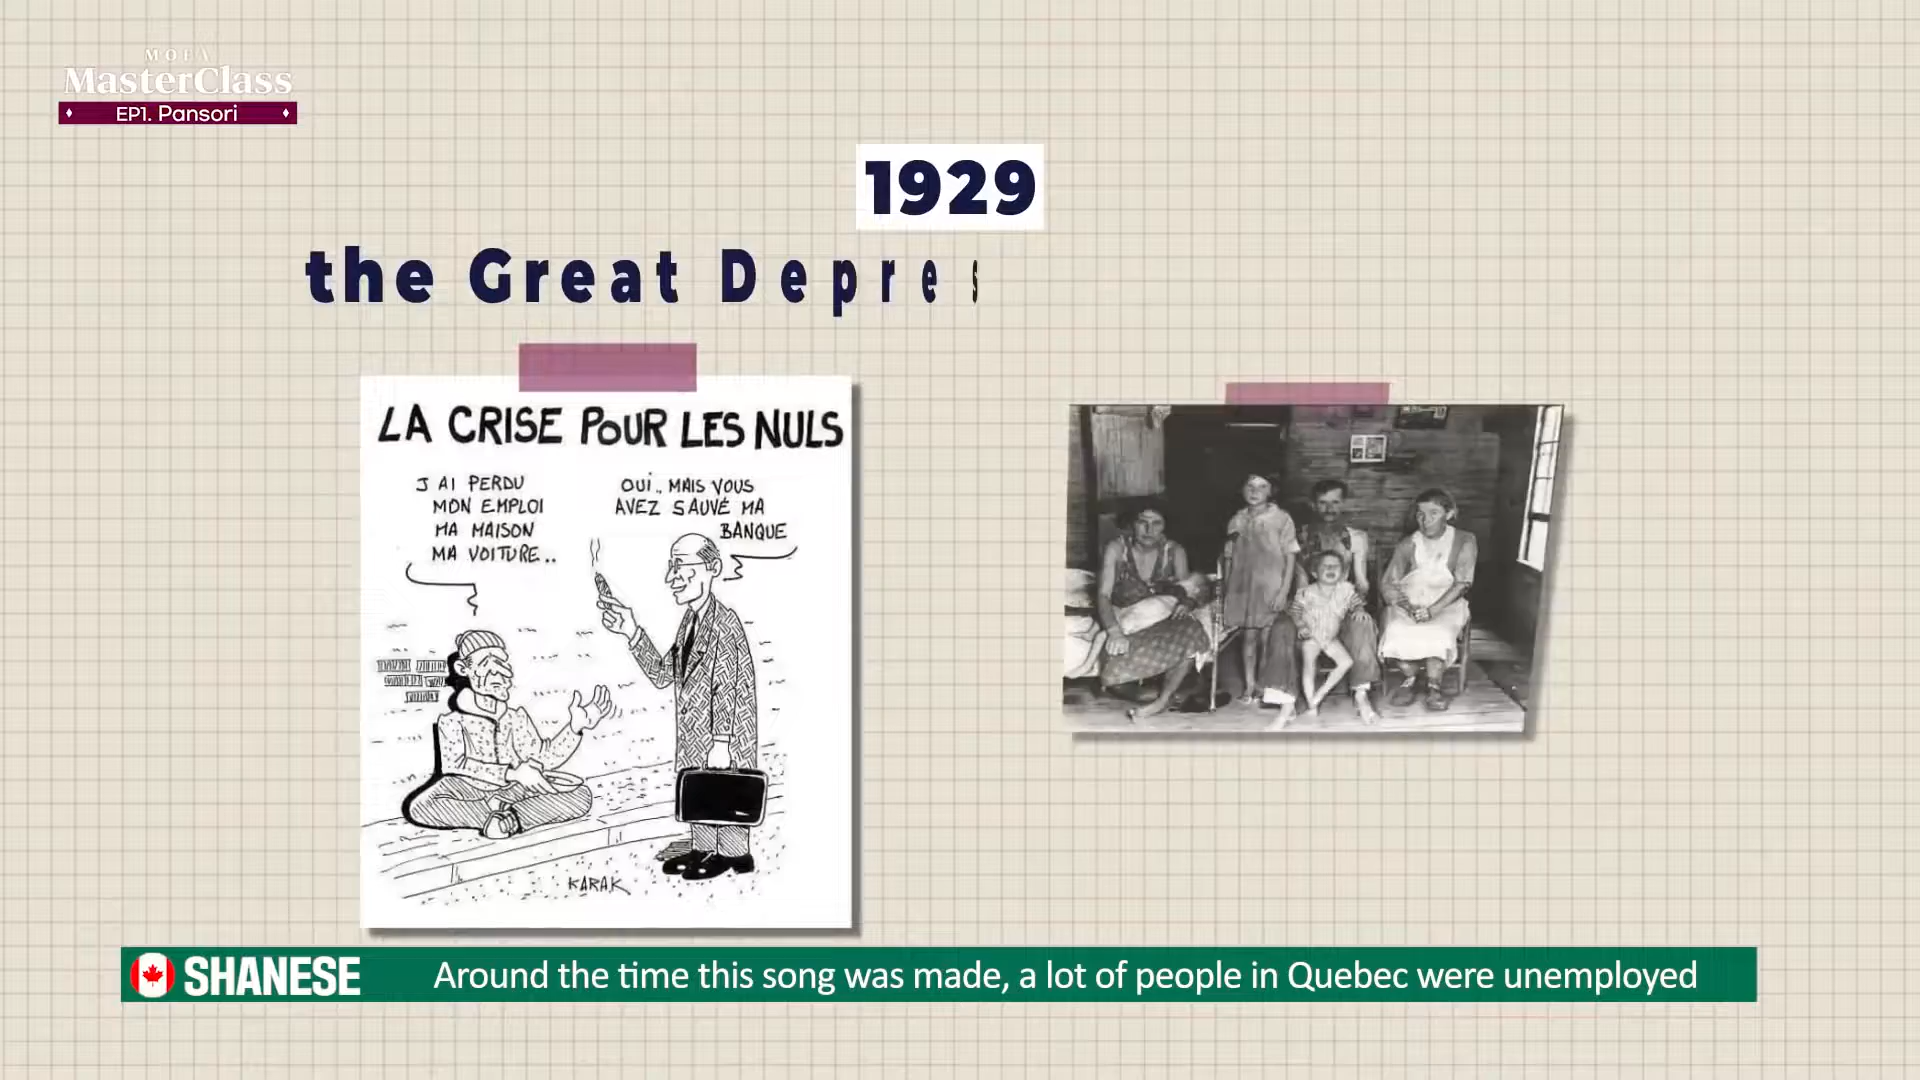 MOFA
MasterClass
EP1. Pansori
1929
the Great Depres
LA CRISE POUR LES NULS
J AI PERDU
MON EMPLOI
MA MAISON
MA VOITURE..
OUI.. MAIS VOUS
AVEZ SAUVÉ MA
BANQUE
KARAK
SHANESE
Around the time this song was made, a lot of people in Quebec were unemployed